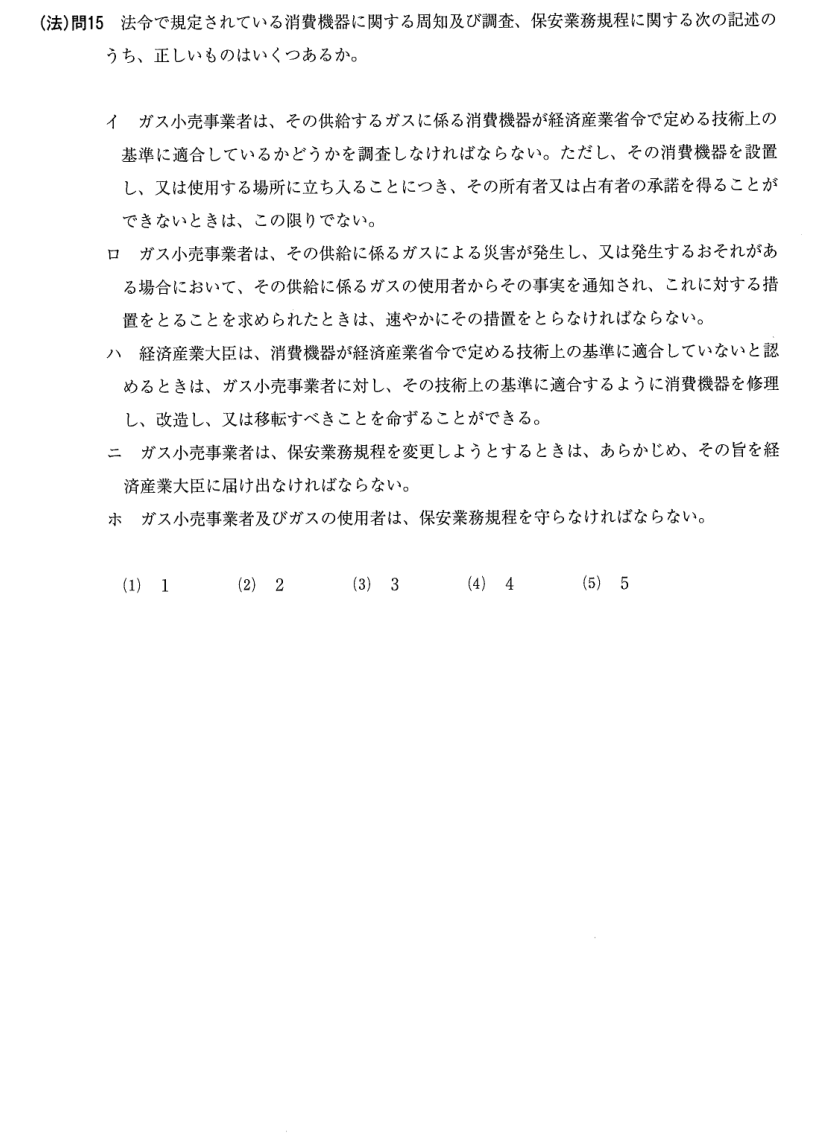 (法)問15 法令で規定されている消費機器に関する周知及び調査、保安業務規程に関する次の記述の
うち、正しいものはいくつあるか。
イ ガス小売事業者は、その供給するガスに係る消費機器が経済産業省令で定める技術上の
基準に適合しているかどうかを調査しなければならない。ただし、その消費機器を設置
し、又は使用する場所に立ち入ることにつき、その所有者又は占有者の承諾を得ることが
できないときは、この限りでない。
ロ ガス小売事業者は、その供給に係るガスによる災害が発生し、又は発生するおそれがあ
る場合において、その供給に係るガスの使用者からその事実を通知され、これに対する措
置をとることを求められたときは、速やかにその措置をとらなければならない。
ハ 経済産業大臣は、消費機器が経済産業省令で定める技術上の基準に適合していないと認
めるときは、ガス小売事業者に対し、その技術上の基準に適合するように消費機器を修理
し、改造し、又は移転すべきことを命ずることができる。
ニ ガス小売事業者は、保安業務規程を変更しようとするときは、あらかじめ、その旨を経
済産業大臣に届け出なければならない。
ホ ガス小売事業者及びガスの使用者は、保安業務規程を守らなければならない。
(1) 1 (2) 2 (3) 3 (4) 4 (5) 5